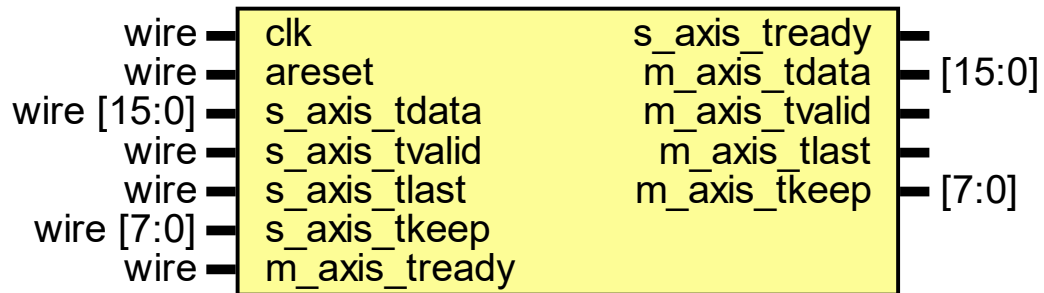 wire clk s_axis_tready
wire areset m_axis_tdata [15:0]
wire [15:0] s_axis_tdata m_axis_tvalid
wire s_axis_tvalid m_axis_tlast
wire s_axis_tlast m_axis_tkeep [7:0]
wire [7:0] s_axis_tkeep
wire m_axis_tready